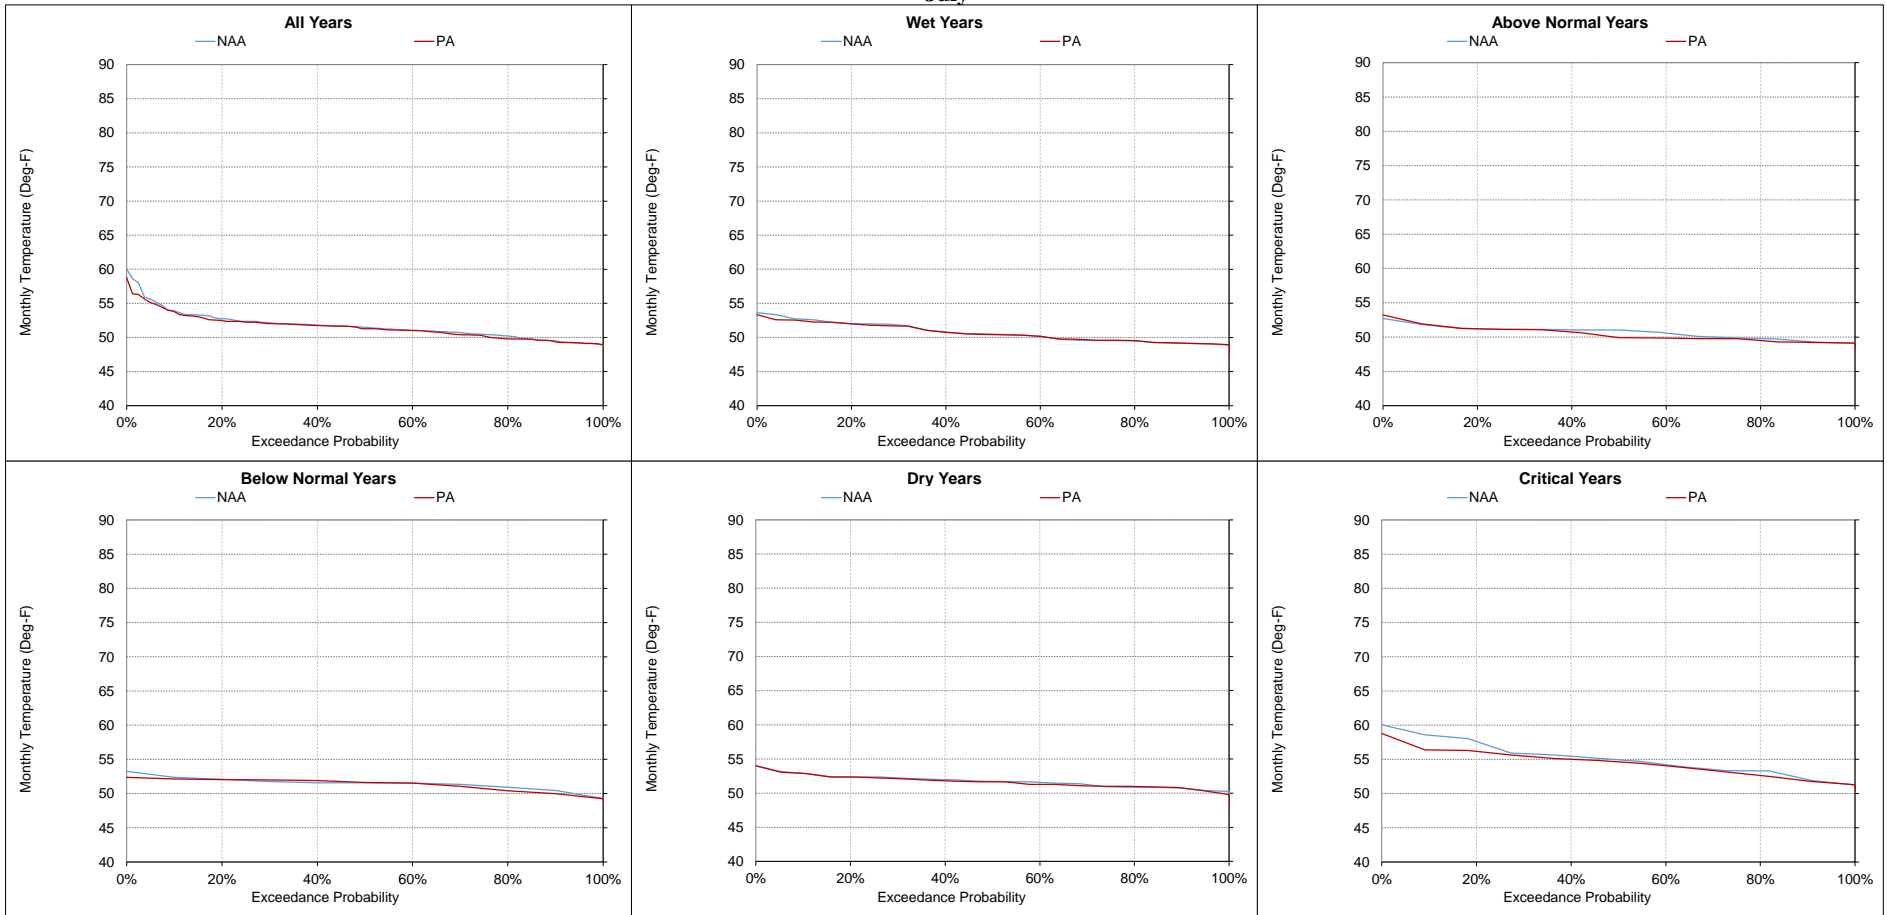 All Years
NAA PA
90
85
80
75
70
65
60
55
50
45
40
Monthly Temperature (Deg-F)
0% 20% 40% 60% 80% 100%
Exceedance Probability
Wet Years
NAA PA
90
85
80
75
70
65
60
55
50
45
40
Monthly Temperature (Deg-F)
0% 20% 40% 60% 80% 100%
Exceedance Probability
Above Normal Years
NAA PA
90
85
80
75
70
65
60
55
50
45
40
Monthly Temperature (Deg-F)
0% 20% 40% 60% 80% 100%
Exceedance Probability
Below Normal Years
NAA PA
90
85
80
75
70
65
60
55
50
45
40
Monthly Temperature (Deg-F)
0% 20% 40% 60% 80% 100%
Exceedance Probability
Dry Years
NAA PA
90
85
80
75
70
65
60
55
50
45
40
Monthly Temperature (Deg-F)
0% 20% 40% 60% 80% 100%
Exceedance Probability
Critical Years
NAA PA
90
85
80
75
70
65
60
55
50
45
40
Monthly Temperature (Deg-F)
0% 20% 40% 60% 80% 100%
Exceedance Probability